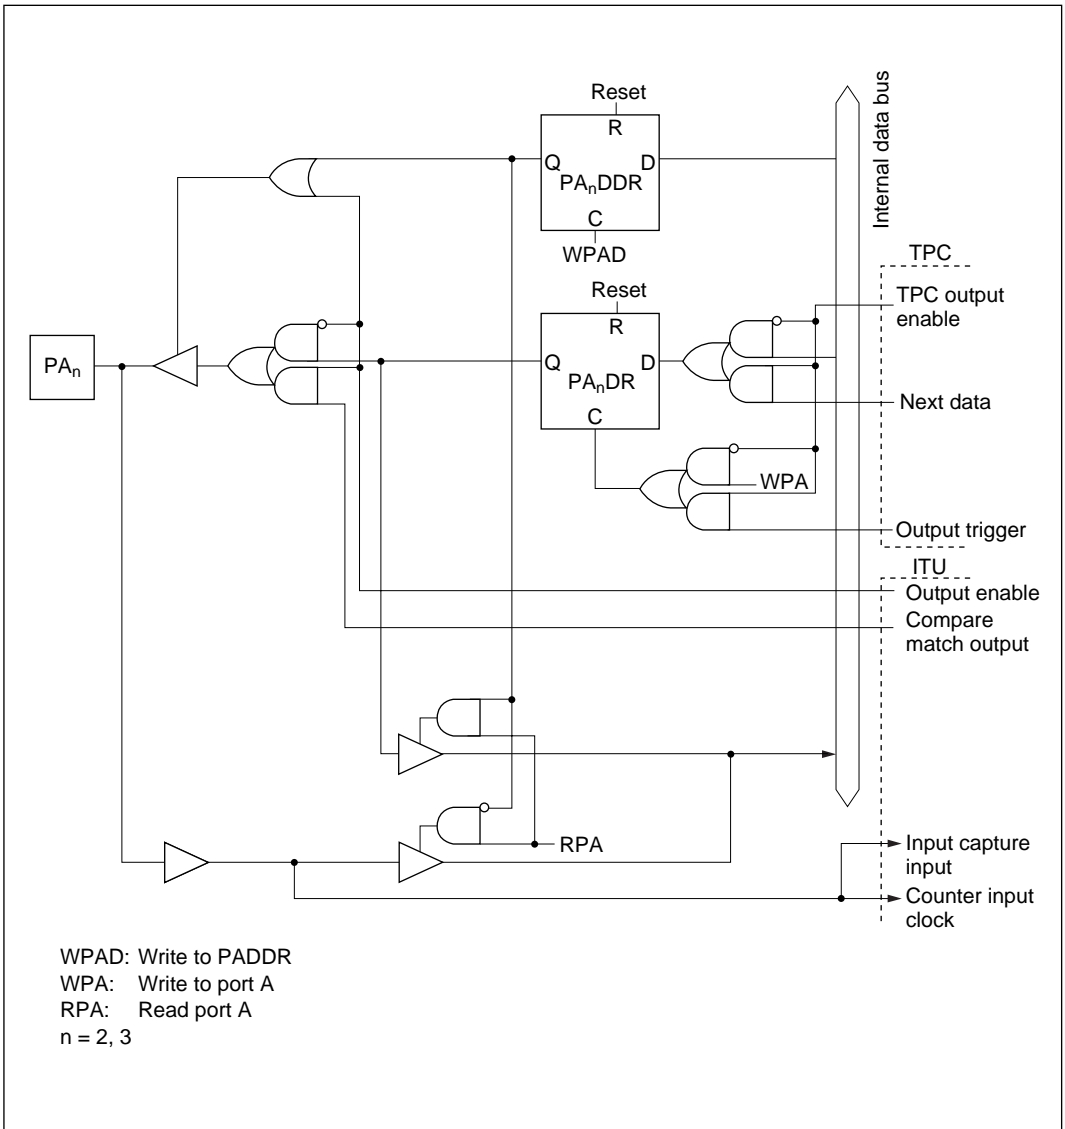 Reset
R
Q
D
PAnDDR
C
WPAD
Internal data bus
TPC
TPC output
enable
Reset
R
Q
D
PAnDR
C
PAn
Next data
WPA
Output trigger
ITU
Output enable
Compare
match output
RPA
Input capture
input
Counter input
clock
WPAD: Write to PADDR
WPA: Write to port A
RPA: Read port A
n = 2, 3